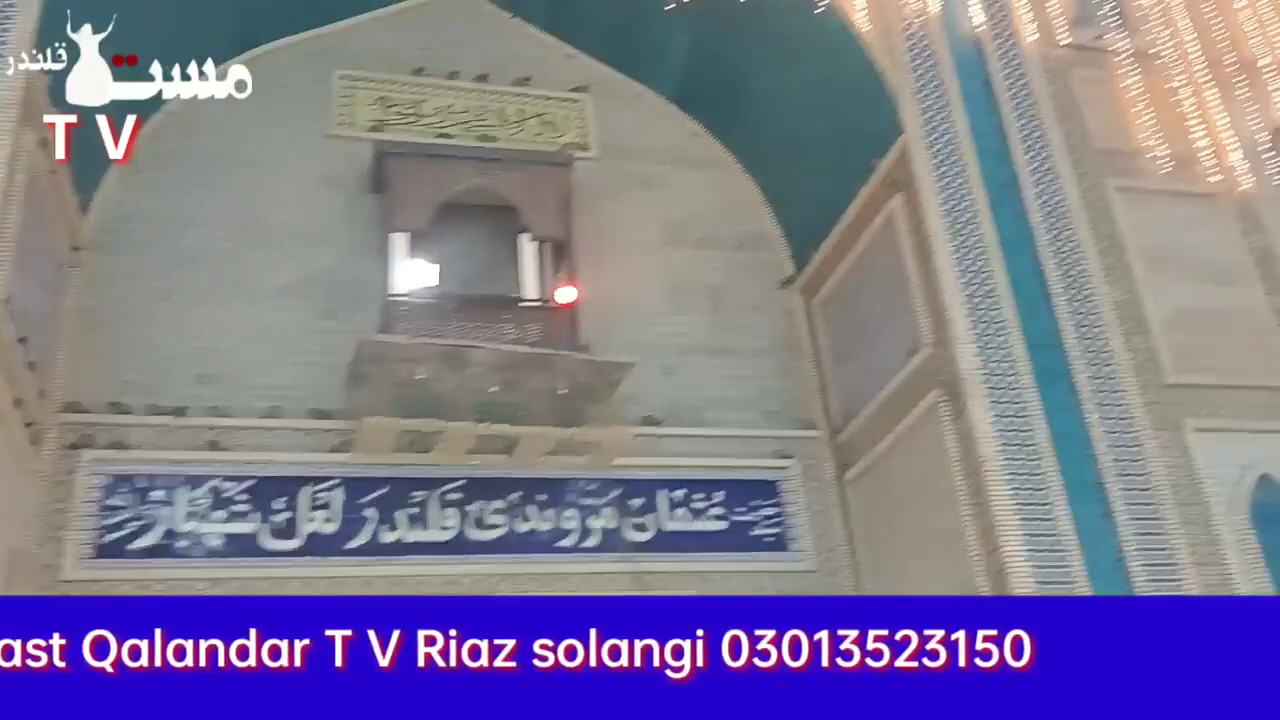 مست قلندر
T V
عثمان مروندی قلندر لعل شہباز
ast Qalandar T V Riaz solangi 03013523150